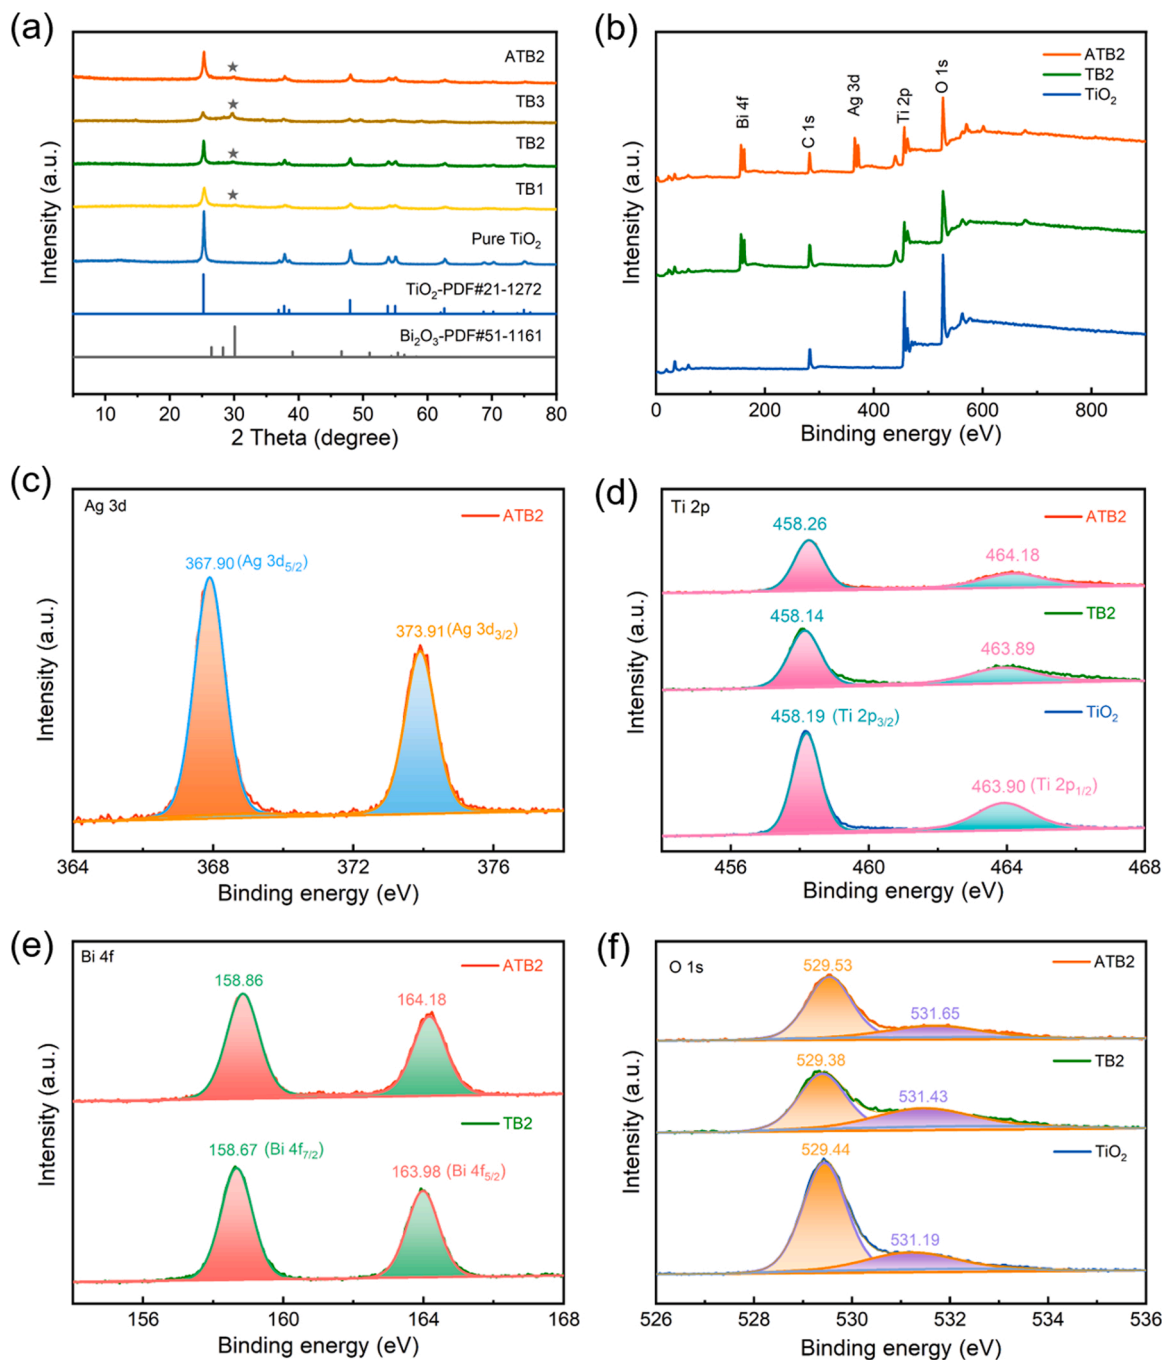 (a)
ATB2
★
TB3
★
TB2
★
TB1
★
Pure TiO₂
TiO₂-PDF#21-1272
Bi₂O₃-PDF#51-1161
Intensity (a.u.)
10 20 30 40 50 60 70 80
2 Theta (degree)
(b)
ATB2
TB2
TiO₂
Bi 4f
C 1s
Ag 3d
Ti 2p
O 1s
Intensity (a.u.)
0 200 400 600 800
Binding energy (eV)
(c)
Ag 3d
ATB2
367.90 (Ag 3d₅/₂)
373.91 (Ag 3d₃/₂)
Intensity (a.u.)
364 368 372 376
Binding energy (eV)
(d)
Ti 2p
ATB2
458.26
464.18
TB2
458.14
463.89
TiO₂
458.19 (Ti 2p₃/₂)
463.90 (Ti 2p₁/₂)
Intensity (a.u.)
456 460 464 468
Binding energy (eV)
(e)
Bi 4f
ATB2
158.86
164.18
TB2
158.67 (Bi 4f₇/₂)
163.98 (Bi 4f₅/₂)
Intensity (a.u.)
156 160 164 168
Binding energy (eV)
(f)
O 1s
ATB2
529.53
531.65
TB2
529.38
531.43
TiO₂
529.44
531.19
Intensity (a.u.)
526 528 530 532 534 536
Binding energy (eV)